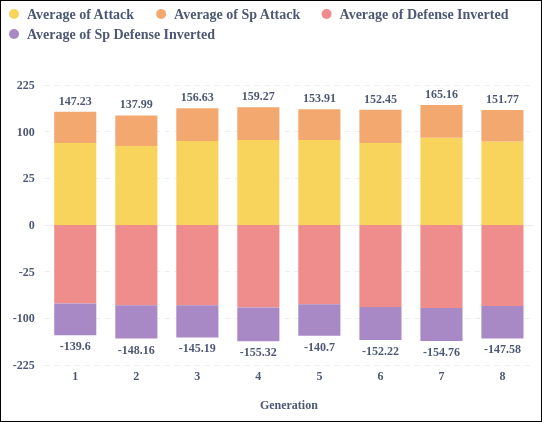 Average of Attack Average of Sp Attack Average of Defense Inverted
Average of Sp Defense Inverted
225
147.23 137.99 156.63 159.27 153.91 152.45 165.16 151.77
100
25
0
-25
-100
-139.6 -148.16 -145.19 -155.32 -140.7 -152.22 -154.76 -147.58
-225
1 2 3 4 5 6 7 8
Generation